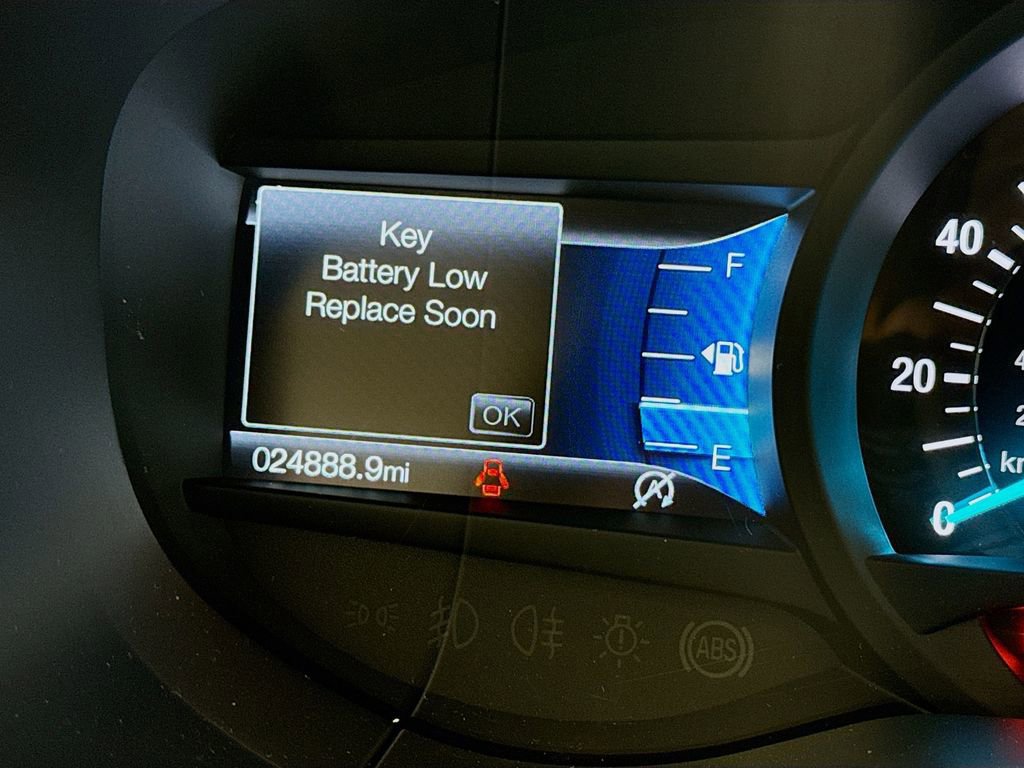 Key
Battery Low
Replace Soon
OK
024888.9mi
F
E
40
20
0
ABS